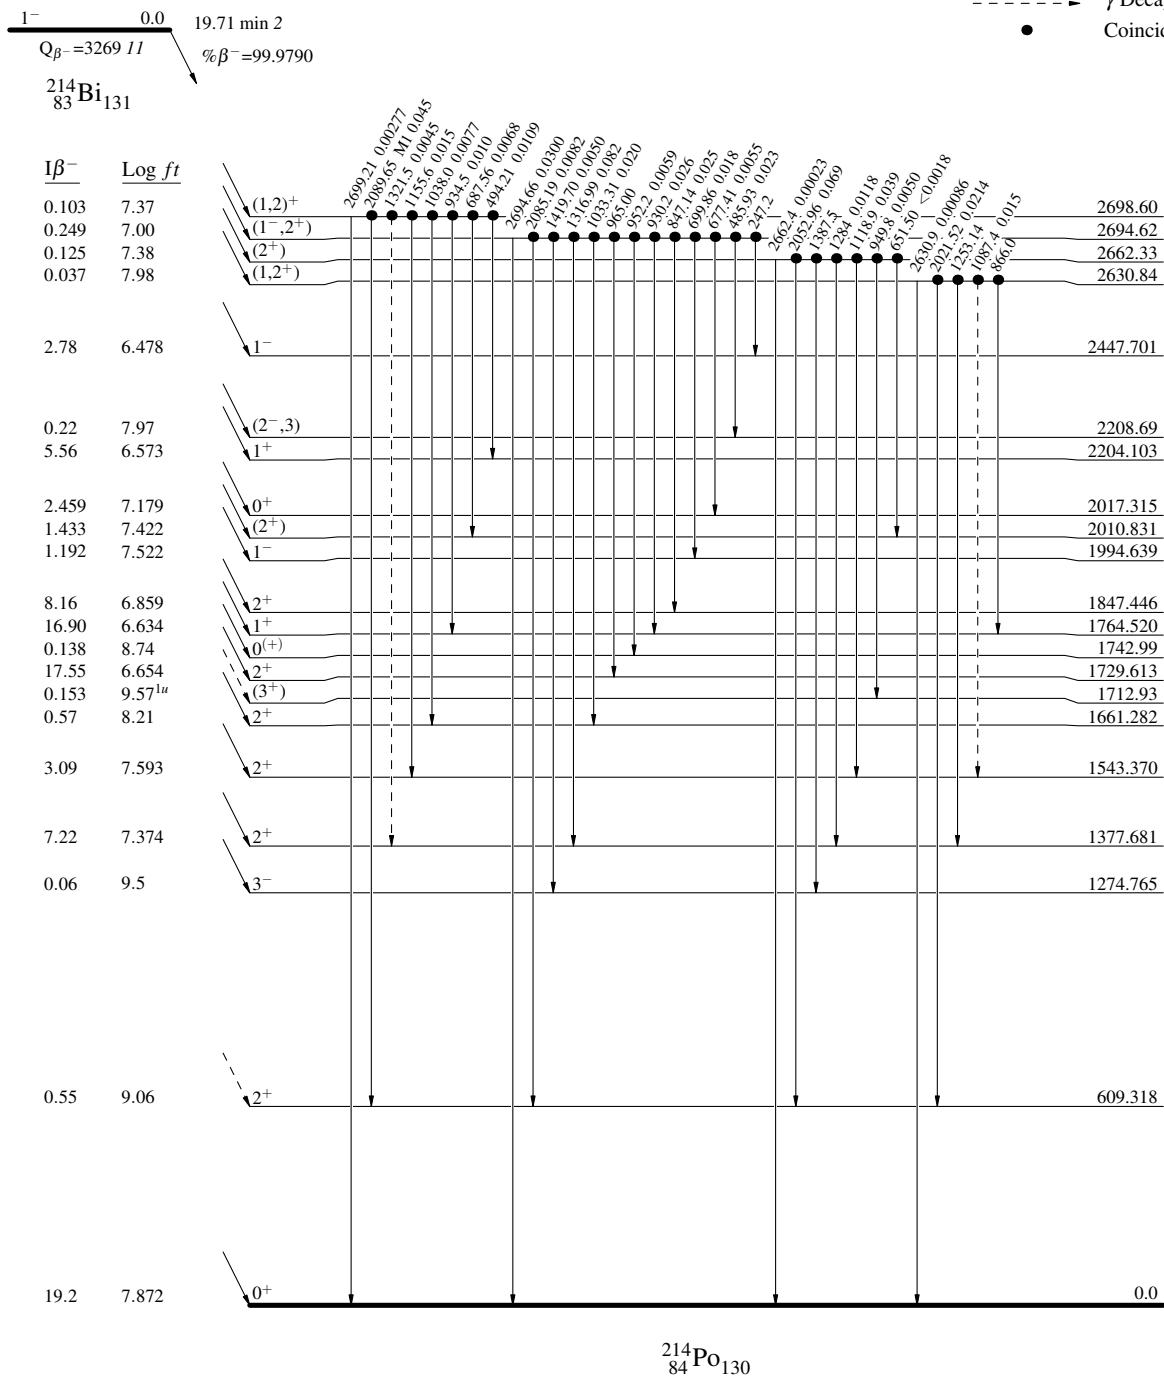 γ Deca
Coincid
1⁻ 0.0 19.71 min 2
Qβ⁻=3269 11
%β⁻=99.9790
²¹⁴₈₃Bi₁₃₁
Iβ⁻ Log ft
2699.21 0.00277
2089.65 M1 0.045
1321.5 0.0045
1155.6 0.015
1038.0 0.0077
934.5 0.010
687.56 0.0068
494.21 0.0109
2694.66 0.0300
2085.19 0.0082
1419.70 0.0050
1316.99 0.082
1033.31 0.020
965.00
952.2 0.0059
930.2 0.026
847.14 0.025
699.86 0.018
677.41 0.0055
485.93 0.023
247.2
2662.4 0.00023
2052.96 0.069
1387.5
1284 0.0118
1118.9 0.039
949.8 0.0050
651.50 <0.0018
2630.9 0.00086
2021.52 0.0214
1253.14
1087.4 0.015
866.0
0.103 7.37 (1,2)⁺ 2698.60
0.249 7.00 (1⁻,2⁺) 2694.62
0.125 7.38 (2⁺) 2662.33
0.037 7.98 (1,2⁺) 2630.84
2.78 6.478 1⁻ 2447.701
0.22 7.97 (2⁻,3) 2208.69
5.56 6.573 1⁺ 2204.103
2.459 7.179 0⁺ 2017.315
1.433 7.422 (2⁺) 2010.831
1.192 7.522 1⁻ 1994.639
8.16 6.859 2⁺ 1847.446
16.90 6.634 1⁺ 1764.520
0.138 8.74 0⁽⁺⁾ 1742.99
17.55 6.654 2⁺ 1729.613
0.153 9.57¹ᵘ (3⁺) 1712.93
0.57 8.21 2⁺ 1661.282
3.09 7.593 2⁺ 1543.370
7.22 7.374 2⁺ 1377.681
0.06 9.5 3⁻ 1274.765
0.55 9.06 2⁺ 609.318
19.2 7.872 0⁺ 0.0
²¹⁴₈₄Po₁₃₀